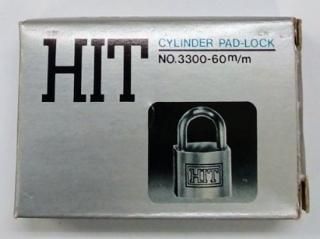 HIT
CYLINDER PAD-LOCK
NO.3300-60m/m
HIT